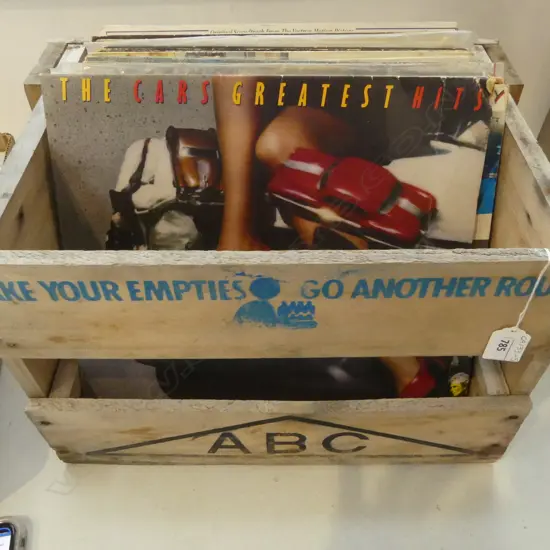 THE CARS GREATEST HITS
KE YOUR EMPTIES GO ANOTHER ROU
785
ABC